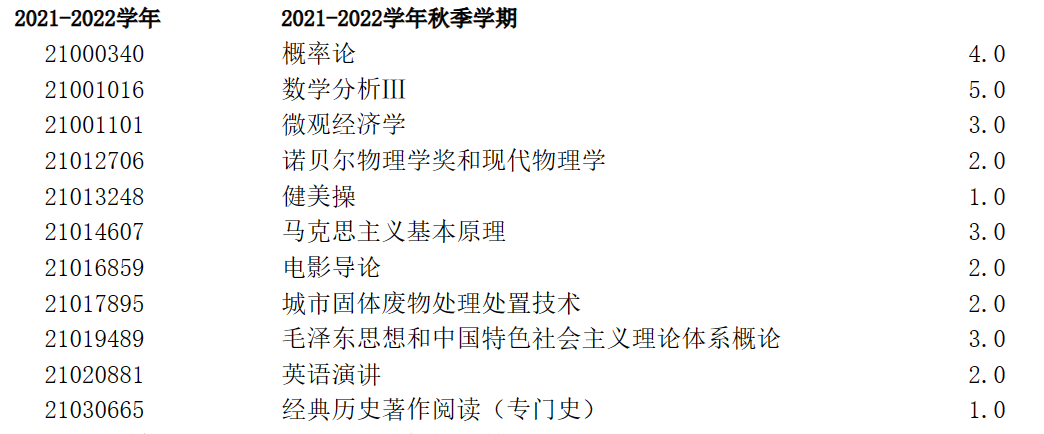 2021-2022学年 2021-2022学年秋季学期
21000340 概率论 4.0
21001016 数学分析Ⅲ 5.0
21001101 微观经济学 3.0
21012706 诺贝尔物理学奖和现代物理学 2.0
21013248 健美操 1.0
21014607 马克思主义基本原理 3.0
21016859 电影导论 2.0
21017895 城市固体废物处理处置技术 2.0
21019489 毛泽东思想和中国特色社会主义理论体系概论 3.0
21020881 英语演讲 2.0
21030665 经典历史著作阅读（专门史） 1.0